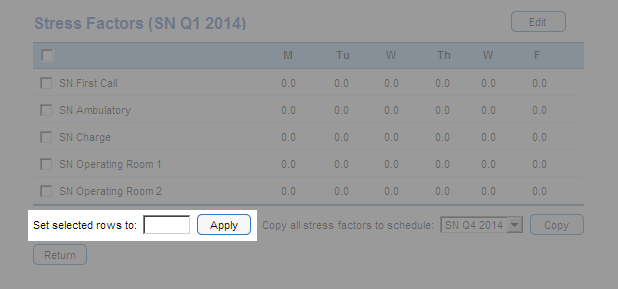 Stress Factors (SN Q1 2014) Edit
M Tu W Th W F
SN First Call 0.0 0.0 0.0 0.0 0.0 0.0
SN Ambulatory 0.0 0.0 0.0 0.0 0.0 0.0
SN Charge 0.0 0.0 0.0 0.0 0.0 0.0
SN Operating Room 1 0.0 0.0 0.0 0.0 0.0 0.0
SN Operating Room 2 0.0 0.0 0.0 0.0 0.0 0.0
Set selected rows to: Apply Copy all stress factors to schedule: SN Q4 2014 Copy
Return